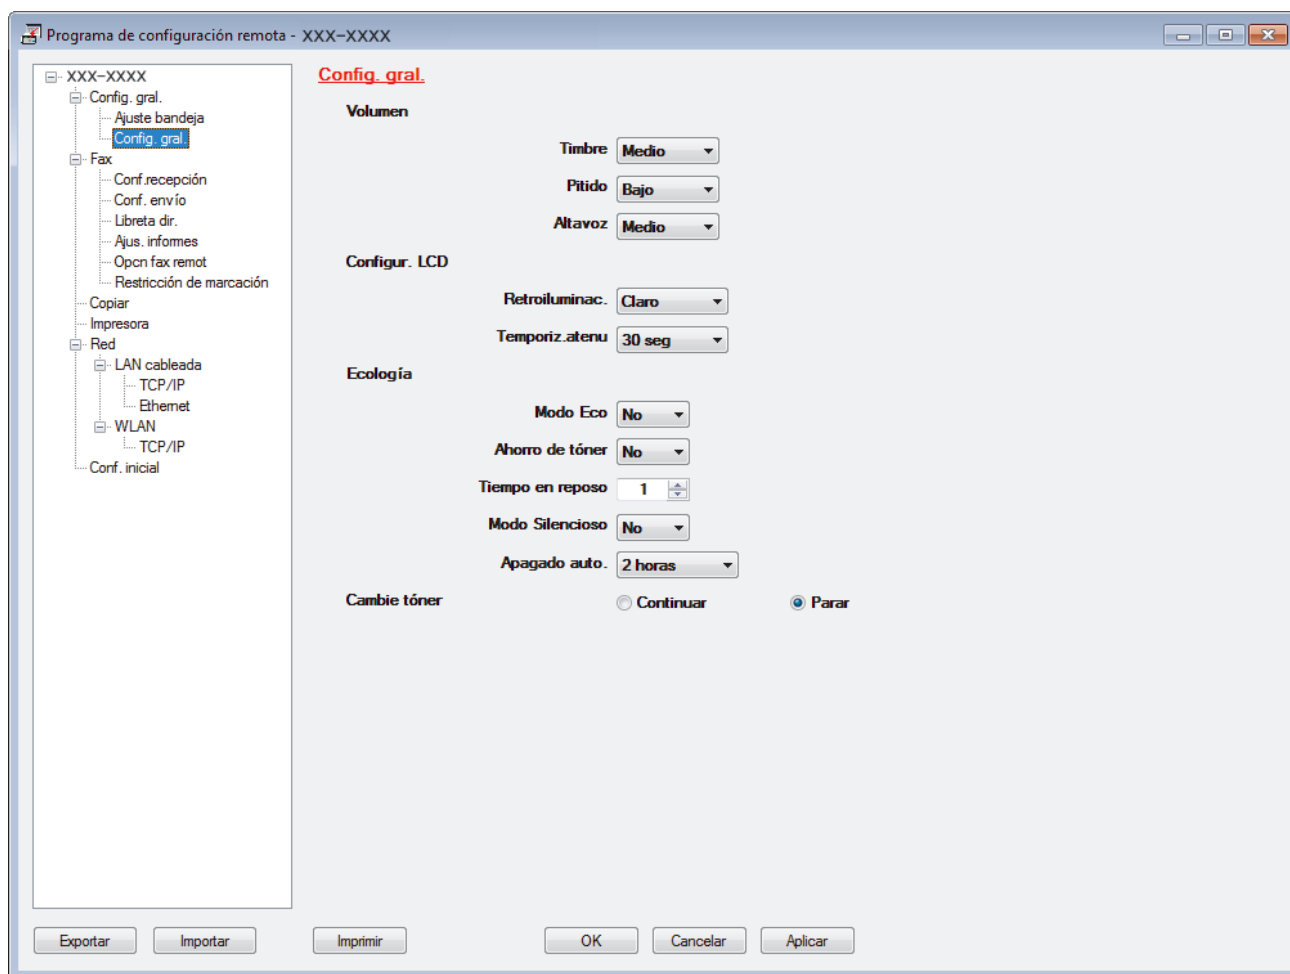 Programa de configuración remota - XXX-XXXX
XXX-XXXX
Config. gral.
Ajuste bandeja
Config. gral.
Fax
Conf.recepción
Conf. envío
Libreta dir.
Ajus. informes
Opcn fax remot
Restricción de marcación
Copiar
Impresora
Red
LAN cableada
TCP/IP
Ethernet
WLAN
TCP/IP
Conf. inicial
Config. gral.
Volumen
Timbre Medio
Pitido Bajo
Altavoz Medio
Configur. LCD
Retroiluminac. Claro
Temporiz.atenu 30 seg
Ecología
Modo Eco No
Ahorro de tóner No
Tiempo en reposo 1
Modo Silencioso No
Apagado auto. 2 horas
Cambie tóner Continuar Parar
Exportar Importar Imprimir OK Cancelar Aplicar